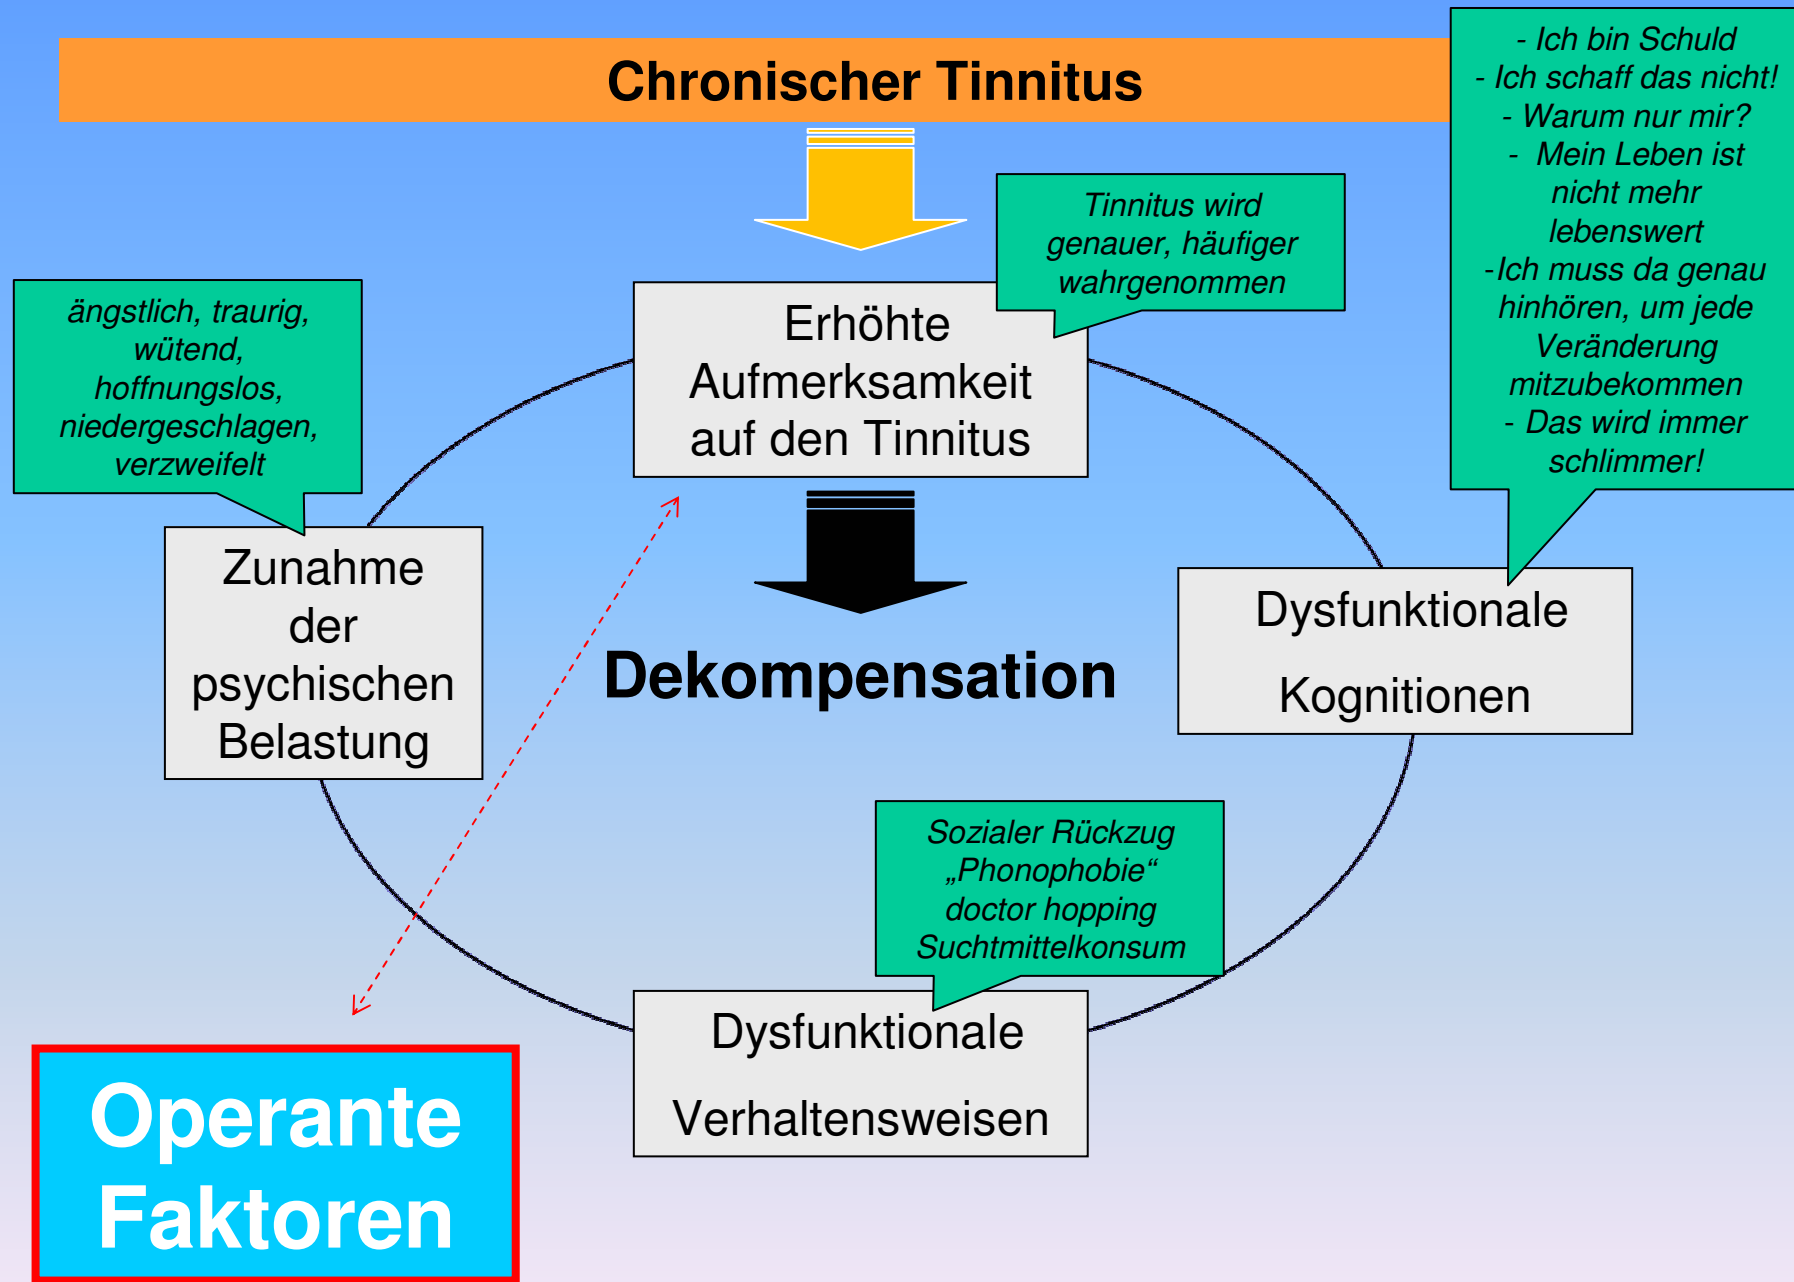 Chronischer Tinnitus
- Ich bin Schuld
- Ich schaff das nicht!
- Warum nur mir?
- Mein Leben ist
nicht mehr
lebenswert
-Ich muss da genau
hinhören, um jede
Veränderung
mitzubekommen
- Das wird immer
schlimmer!
Tinnitus wird
genauer, häufiger
wahrgenommen
Erhöhte
Aufmerksamkeit
auf den Tinnitus
ängstlich, traurig,
wütend,
hoffnungslos,
niedergeschlagen,
verzweifelt
Zunahme
der
psychischen
Belastung
Dekompensation
Dysfunktionale
Kognitionen
Sozialer Rückzug
„Phonophobie“
doctor hopping
Suchtmittelkonsum
Dysfunktionale
Verhaltensweisen
Operante
Faktoren